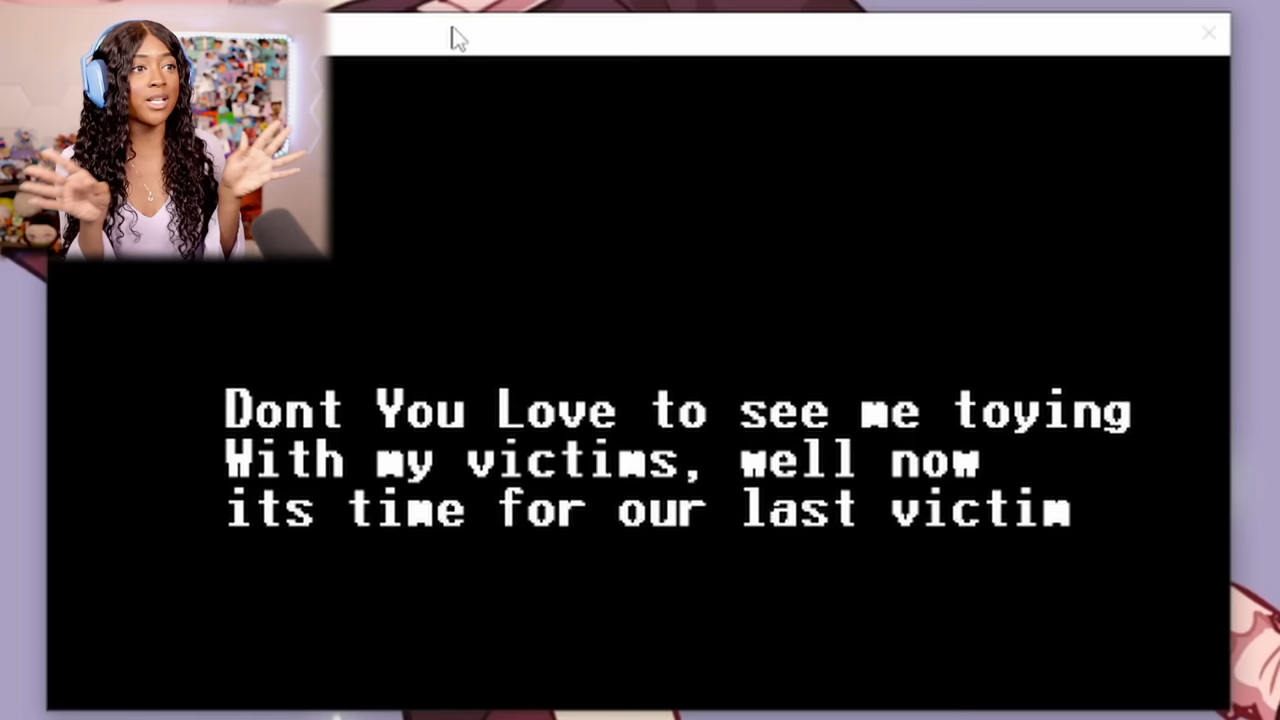 Dont You Love to see me toying
With my victims, well now
its time for our last victim